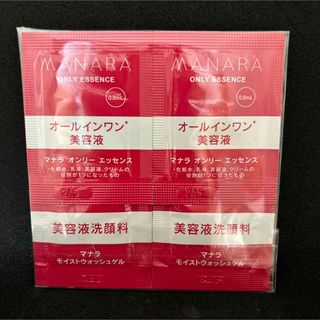 MANARA
ONLY ESSENCE
0.8mL
オールインワン*
美容液
マナラ オンリー エッセンス
*化粧水、乳液、美容液、クリームの
役割が1つになったもの
美容液洗顔料
マナラ
モイストウォッシュゲル
MANARA
ONLY ESSENCE
0.8mL
オールインワン*
美容液
マナラ オンリー エッセンス
*化粧水、乳液、美容液、クリームの
役割が1つになったもの
美容液洗顔料
マナラ
モイストウォッシュゲル